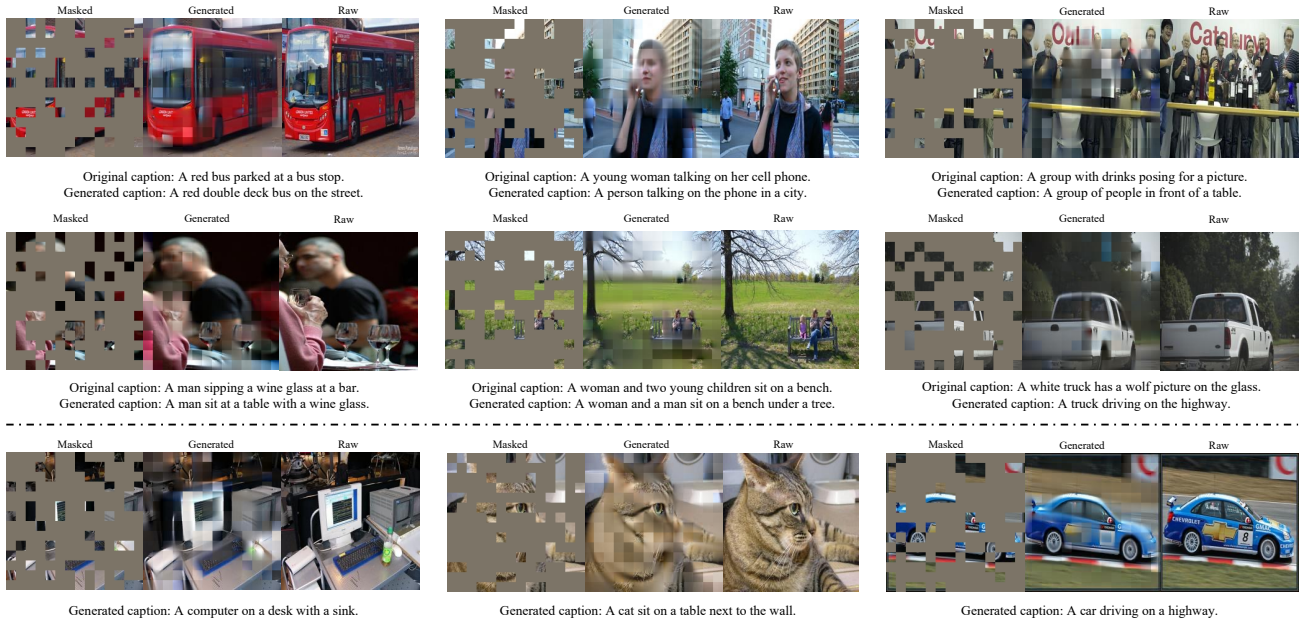 Masked Generated Raw Masked Generated Raw Masked Generated Raw
Catalunya
Original caption: A red bus parked at a bus stop.
Generated caption: A red double deck bus on the street.
Original caption: A young woman talking on her cell phone.
Generated caption: A person talking on the phone in a city.
Original caption: A group with drinks posing for a picture.
Generated caption: A group of people in front of a table.
Masked Generated Raw Masked Generated Raw Masked Generated Raw
Original caption: A man sipping a wine glass at a bar.
Generated caption: A man sit at a table with a wine glass.
Original caption: A woman and two young children sit on a bench.
Generated caption: A woman and a man sit on a bench under a tree.
Original caption: A white truck has a wolf picture on the glass.
Generated caption: A truck driving on the highway.
Masked Generated Raw Masked Generated Raw Masked Generated Raw
CHEVROLET
8
Generated caption: A computer on a desk with a sink.
Generated caption: A cat sit on a table next to the wall.
Generated caption: A car driving on a highway.